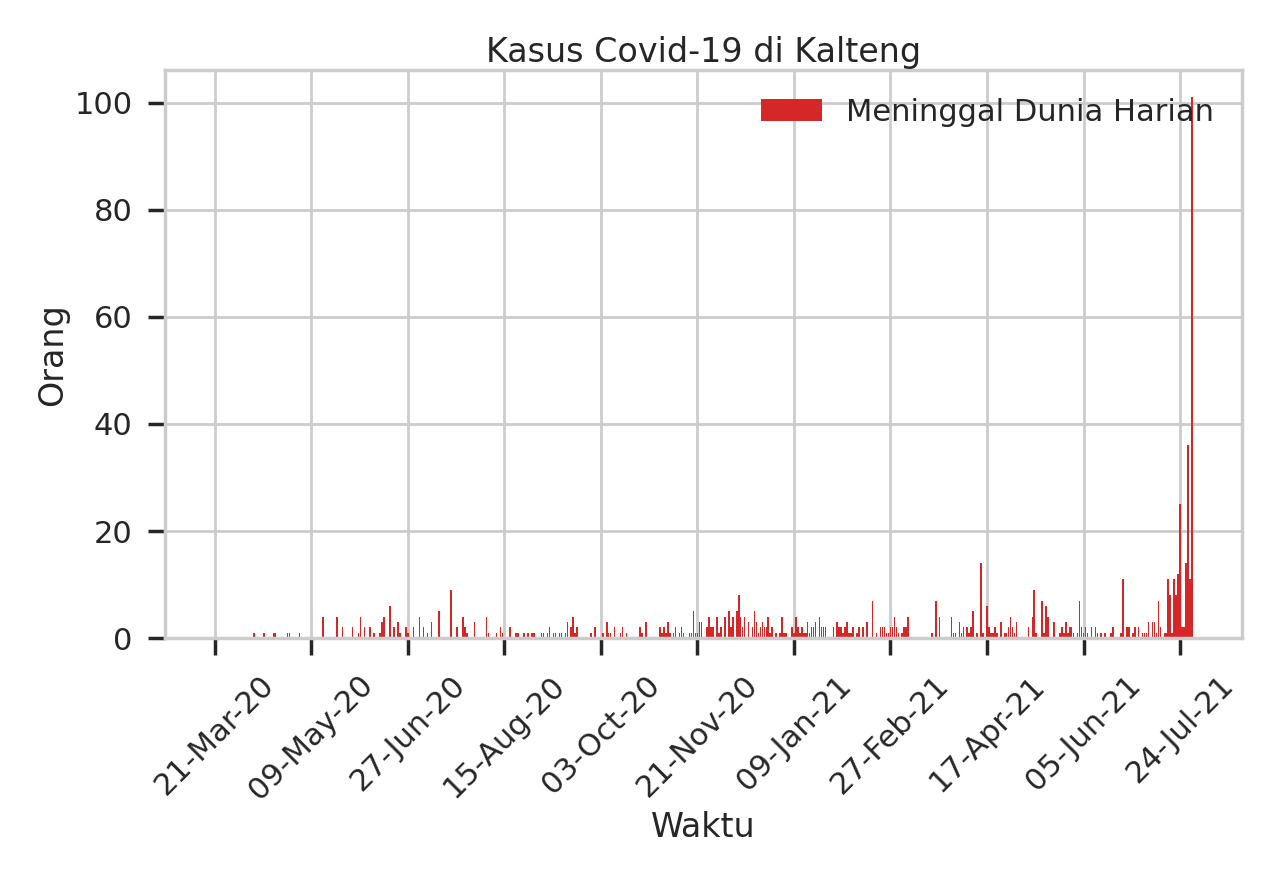 Kasus Covid-19 di Kalteng
Meninggal Dunia Harian
Orang
100
80
60
40
20
0
21-Mar-20
09-May-20
27-Jun-20
15-Aug-20
03-Oct-20
21-Nov-20
09-Jan-21
27-Feb-21
17-Apr-21
05-Jun-21
24-Jul-21
Waktu